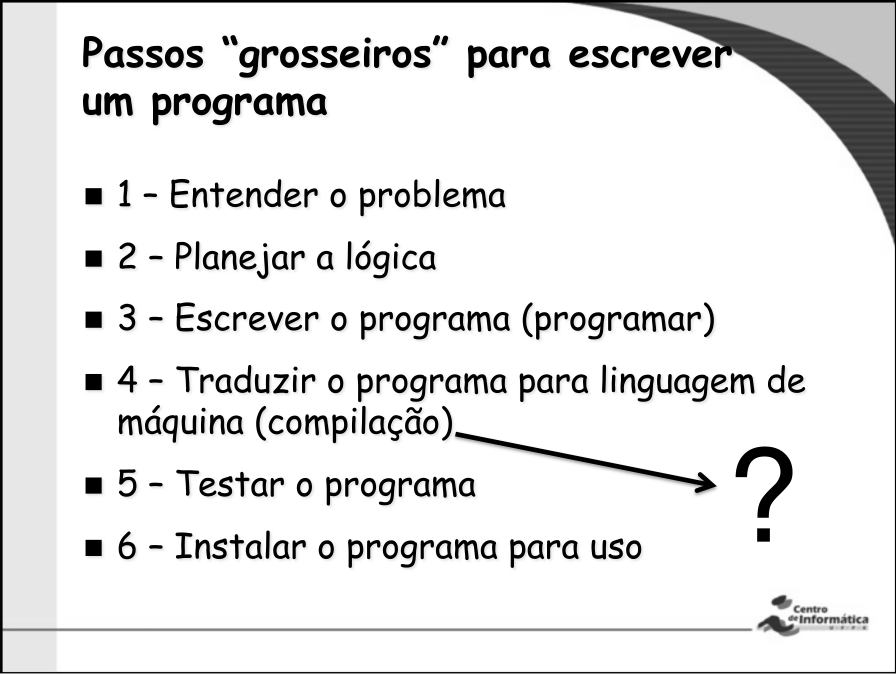 Passos “grosseiros” para escrever
um programa
■ 1 – Entender o problema
■ 2 – Planejar a lógica
■ 3 – Escrever o programa (programar)
■ 4 – Traduzir o programa para linguagem de
máquina (compilação)
?
■ 5 – Testar o programa
■ 6 – Instalar o programa para uso
Centro
de Informática
U F P E